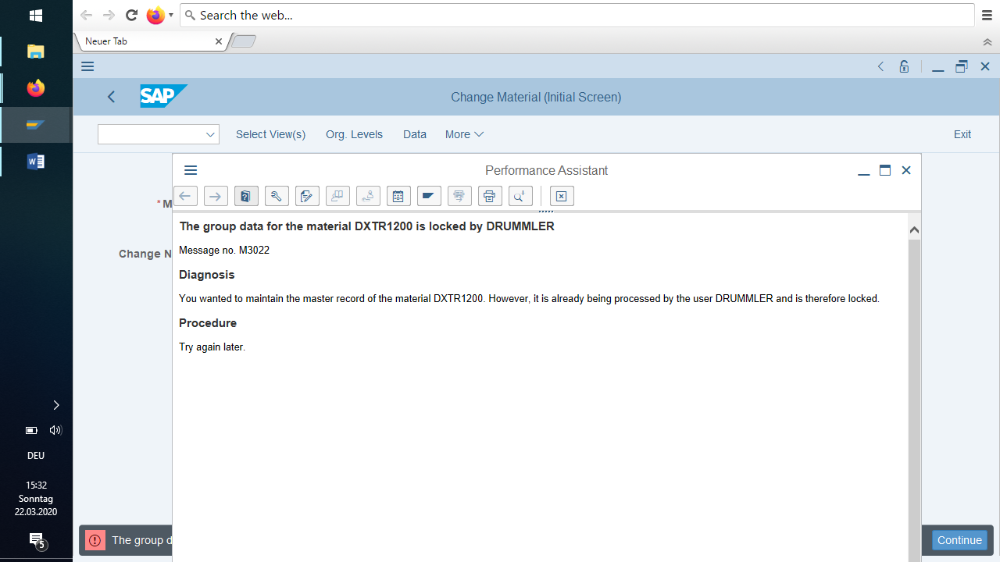 Search the web...
Neuer Tab
SAP
Change Material (Initial Screen)
Select View(s) Org. Levels Data More Exit
Performance Assistant
*M
Change N
The group data for the material DXTR1200 is locked by DRUMMLER
Message no. M3022
Diagnosis
You wanted to maintain the master record of the material DXTR1200. However, it is already being processed by the user DRUMMLER and is therefore locked.
Procedure
Try again later.
DEU
15:32
Sonntag
22.03.2020
5
The group d
Continue